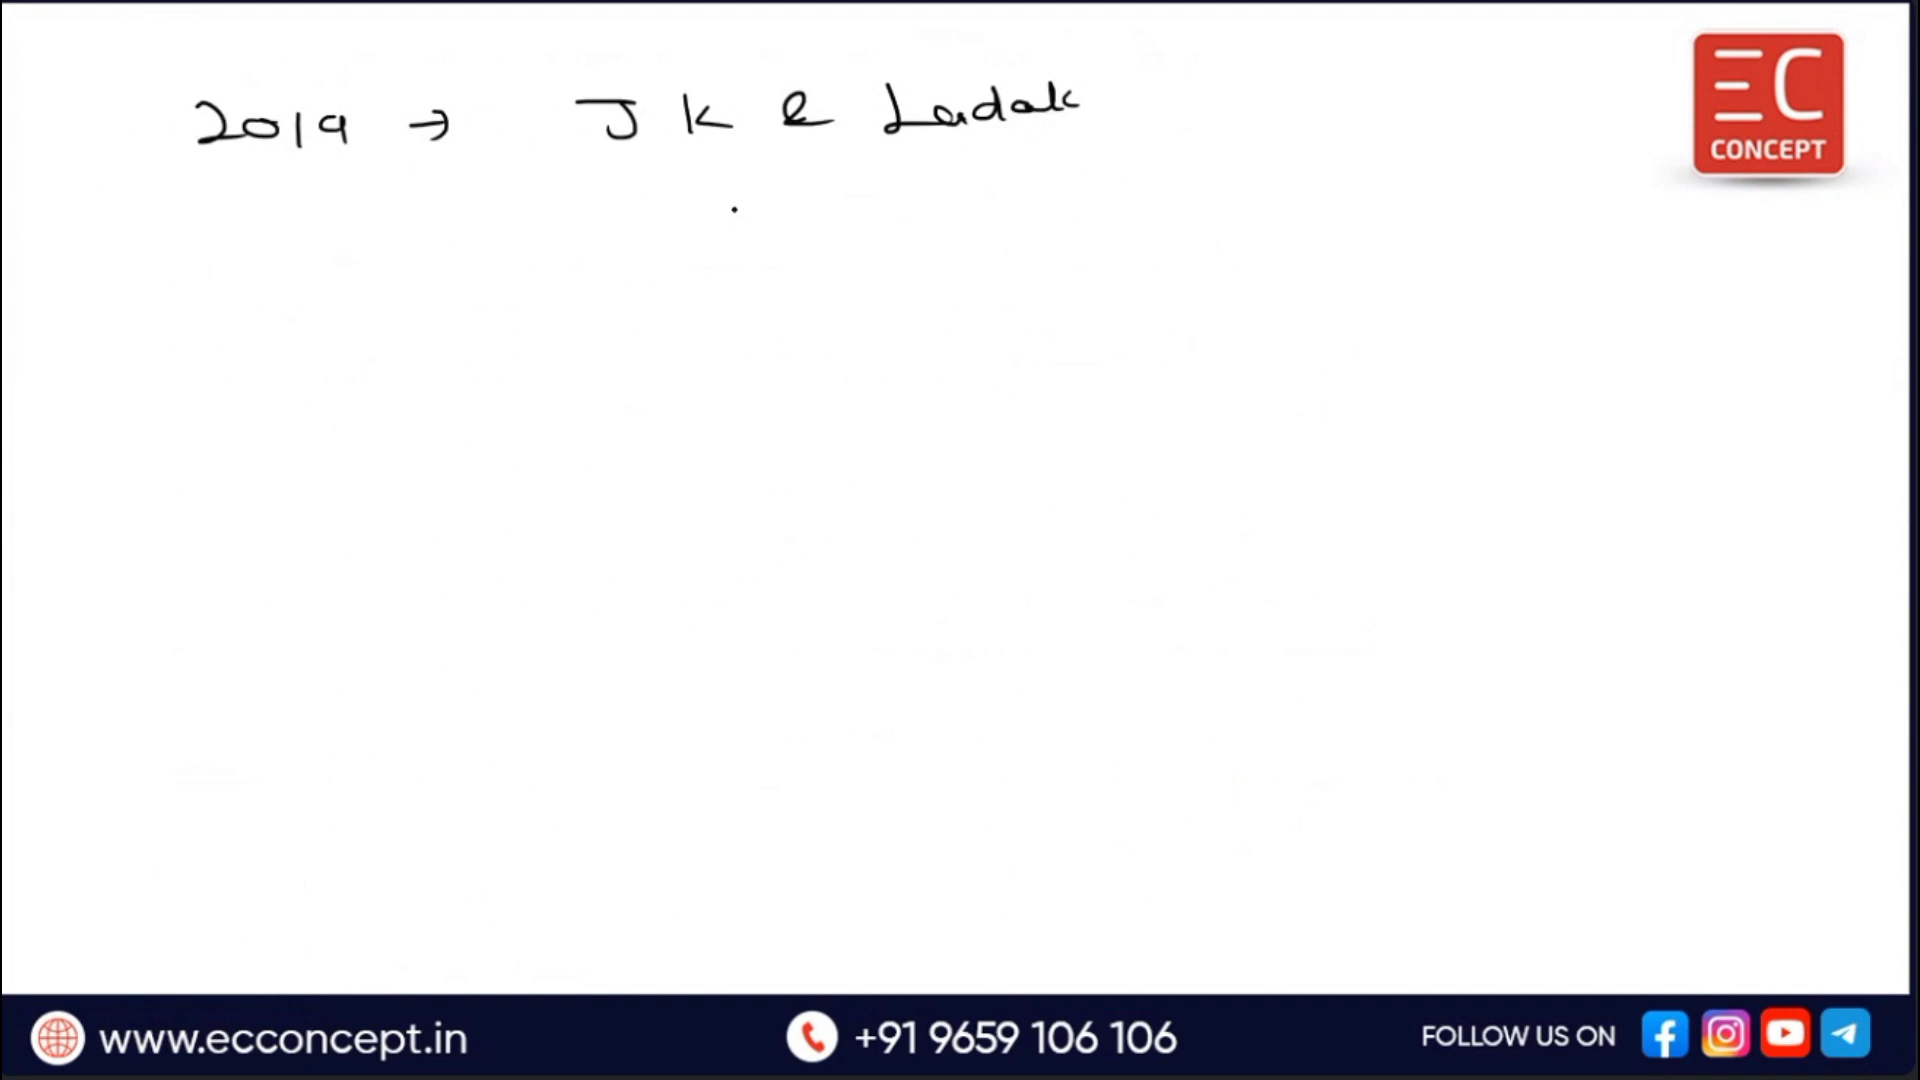 2019 → J K & Ladak
EC
CONCEPT
www.ecconcept.in
+91 9659 106 106
FOLLOW US ON